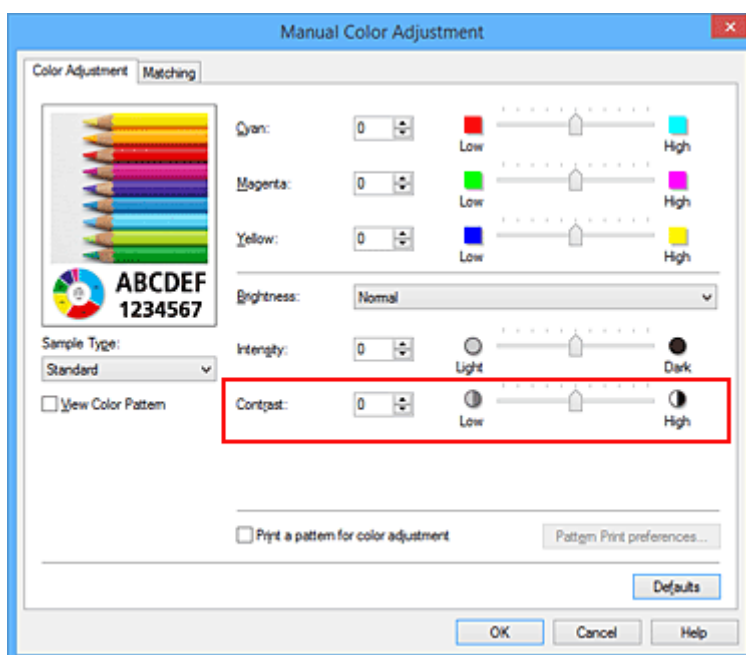 Manual Color Adjustment
Color Adjustment Matching
Cyan: 0 Low High
Magenta: 0 Low High
Yellow: 0 Low High
ABCDEF
1234567
Brightness: Normal
Sample Type:
Standard
Intensity: 0 Light Dark
View Color Pattern
Contrast: 0 Low High
Print a pattern for color adjustment Pattern Print preferences...
Defaults
OK Cancel Help